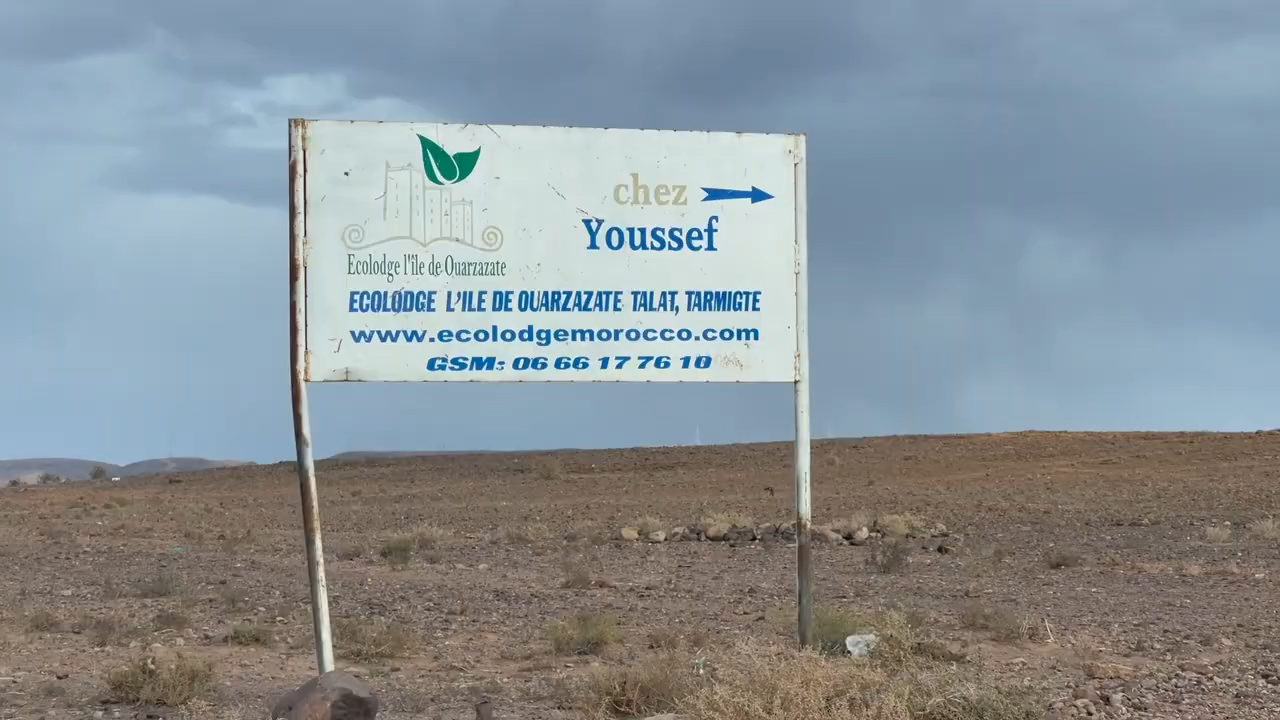 chez
Youssef
Ecolodge l'île de Ouarzazate
ECOLODGE L'ILE DE OUARZAZATE TALAT, TARMIGTE
www.ecolodgemorocco.com
GSM: 06 66 17 76 10